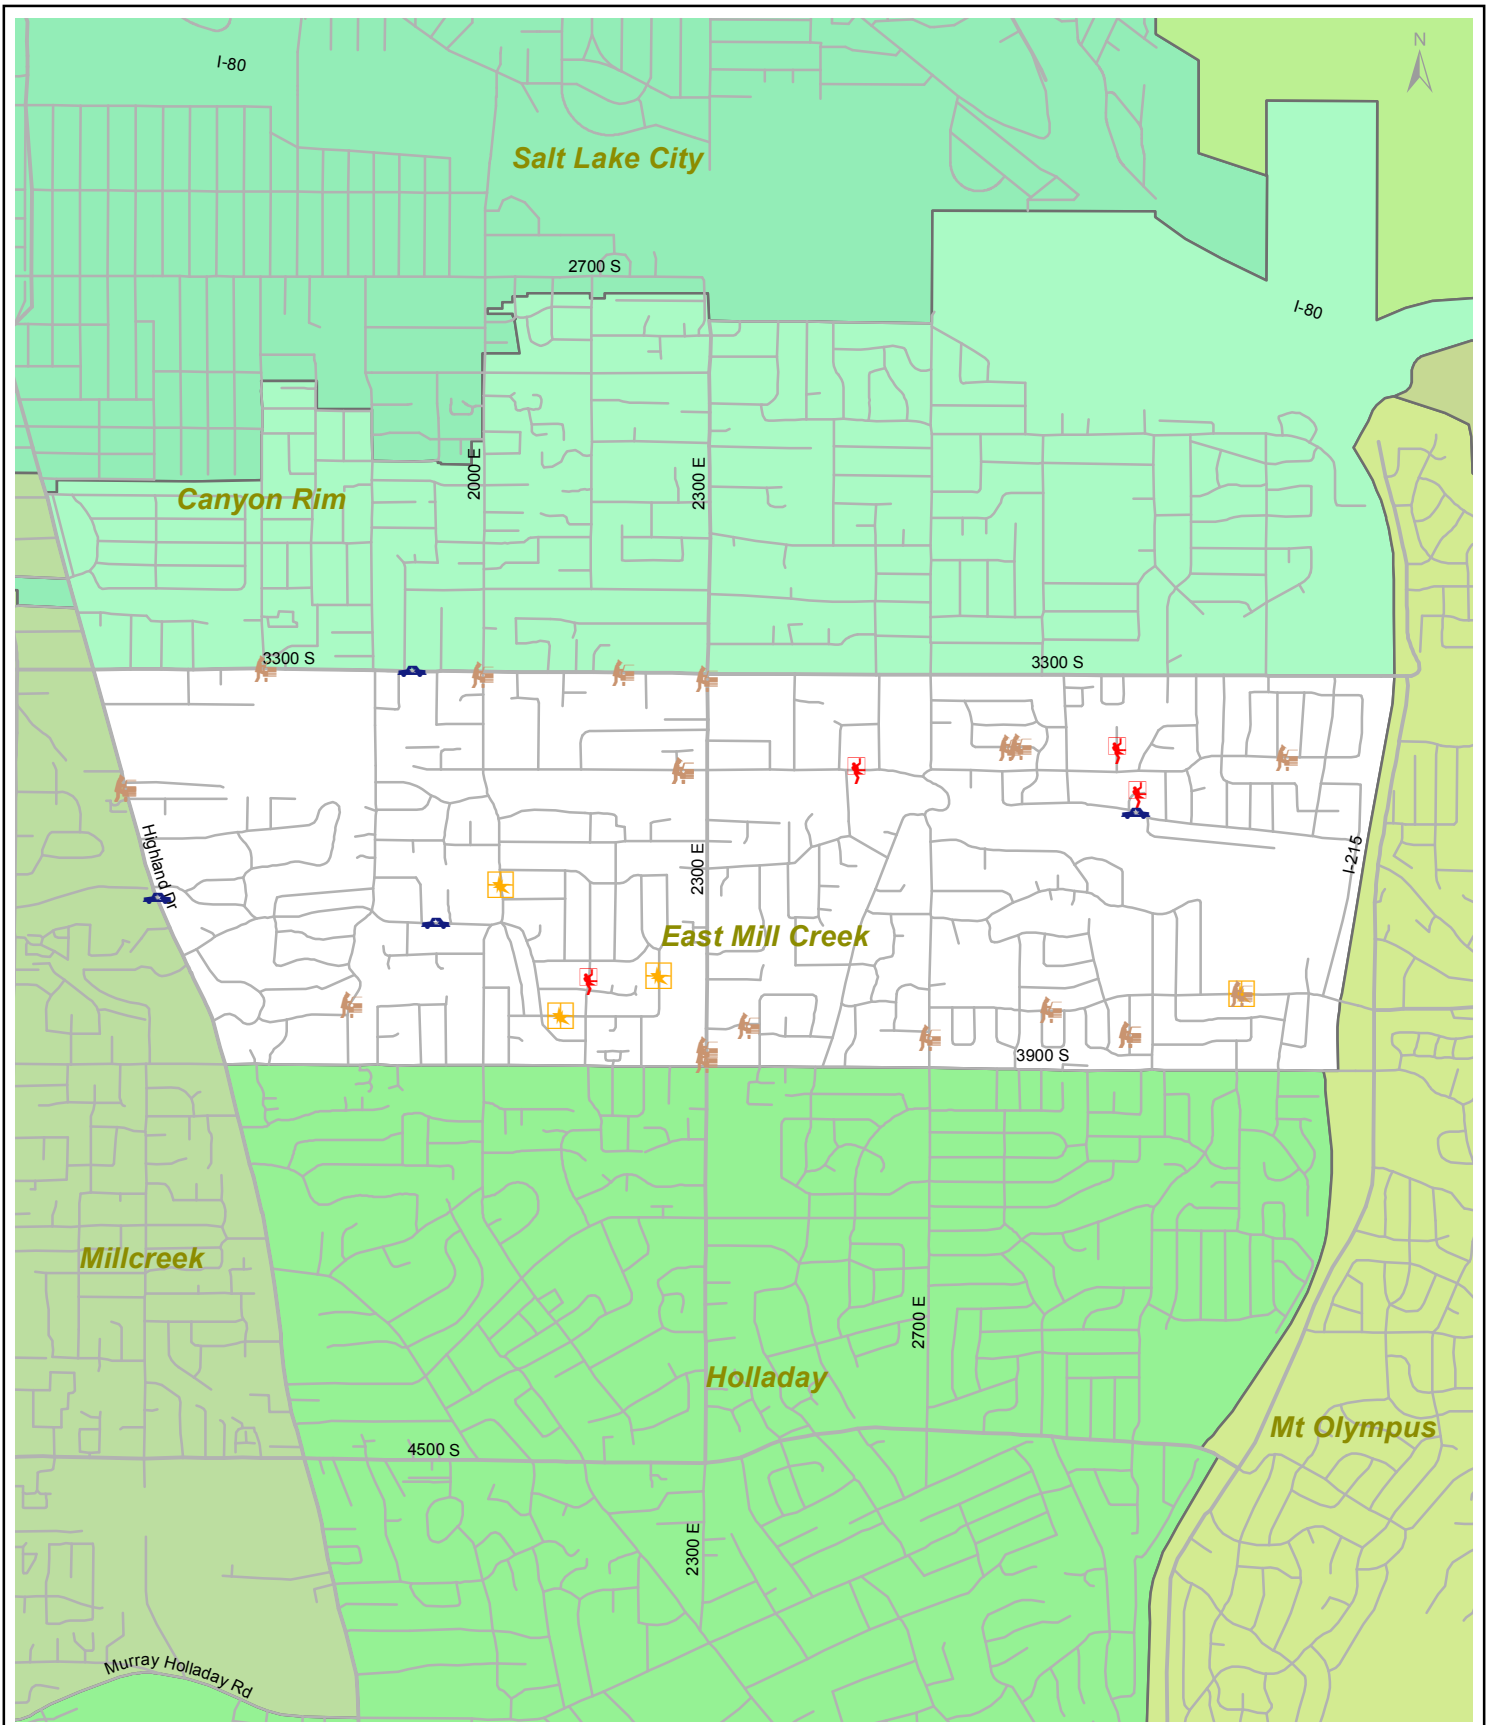 N
I-80
Salt Lake City
2700 S
I-80
2000 E
2300 E
Canyon Rim
3300 S
3300 S
Highland Dr
2300 E
I-215
East Mill Creek
3900 S
Millcreek
2700 E
Holladay
Mt Olympus
4500 S
2300 E
Murray Holladay Rd